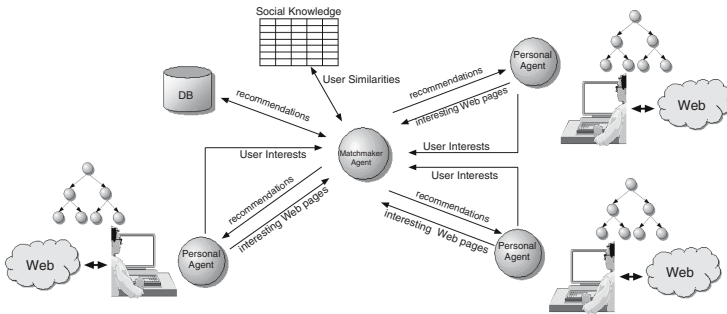 Social Knowledge
User Similarities
DB
recommendations
Personal
Agent
recommendations
interesting Web pages
Web
User Interests
Matchmaker
Agent
User Interests
User Interests
recommendations
interesting Web pages
Personal
Agent
Web
recommendations
interesting Web pages
Personal
Agent
Web